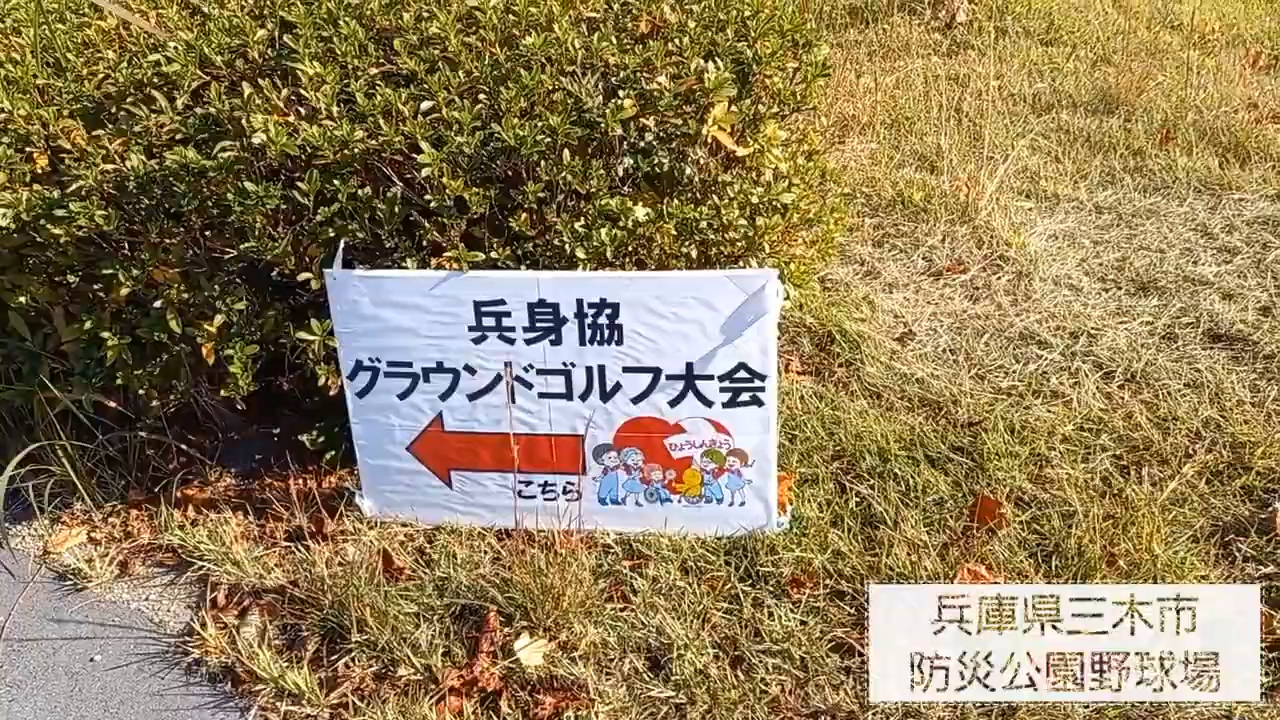 兵身協
グラウンドゴルフ大会
ひょうしんきょう
こちら
兵庫県三木市
防災公園野球場